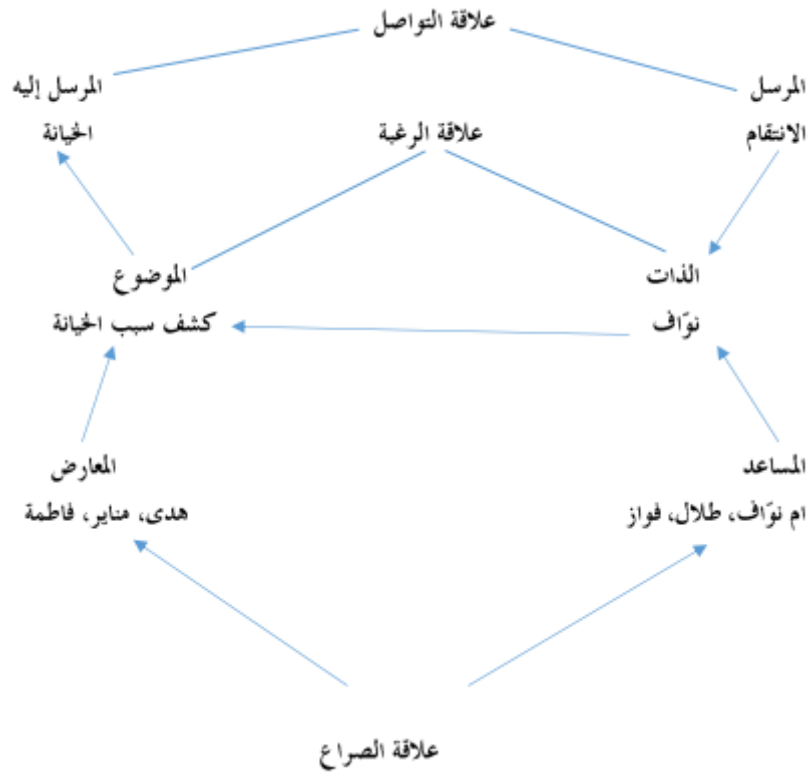 علاقة التواصل
المرسل
المرسل إليه
الانتقام
علاقة الرغبة
الخيانة
الذات
الموضوع
نوّاف
كشف سبب الخيانة
المساعد
المعارض
ام نوّاف، طلال، فواز
هدى، مناير، فاطمة
علاقة الصراع